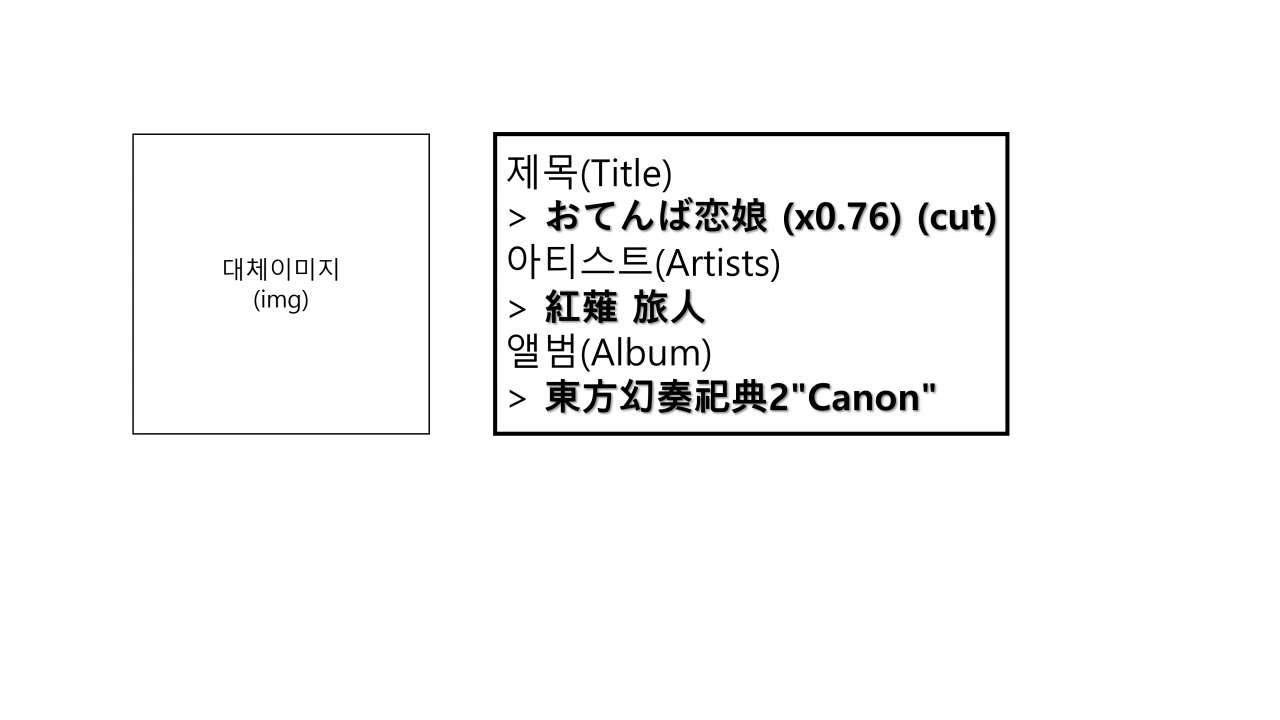 대체이미지
(img)
제목(Title)
> おてんば恋娘 (x0.76) (cut)
아티스트(Artists)
> 紅薙 旅人
앨범(Album)
> 東方幻奏祀典2"Canon"